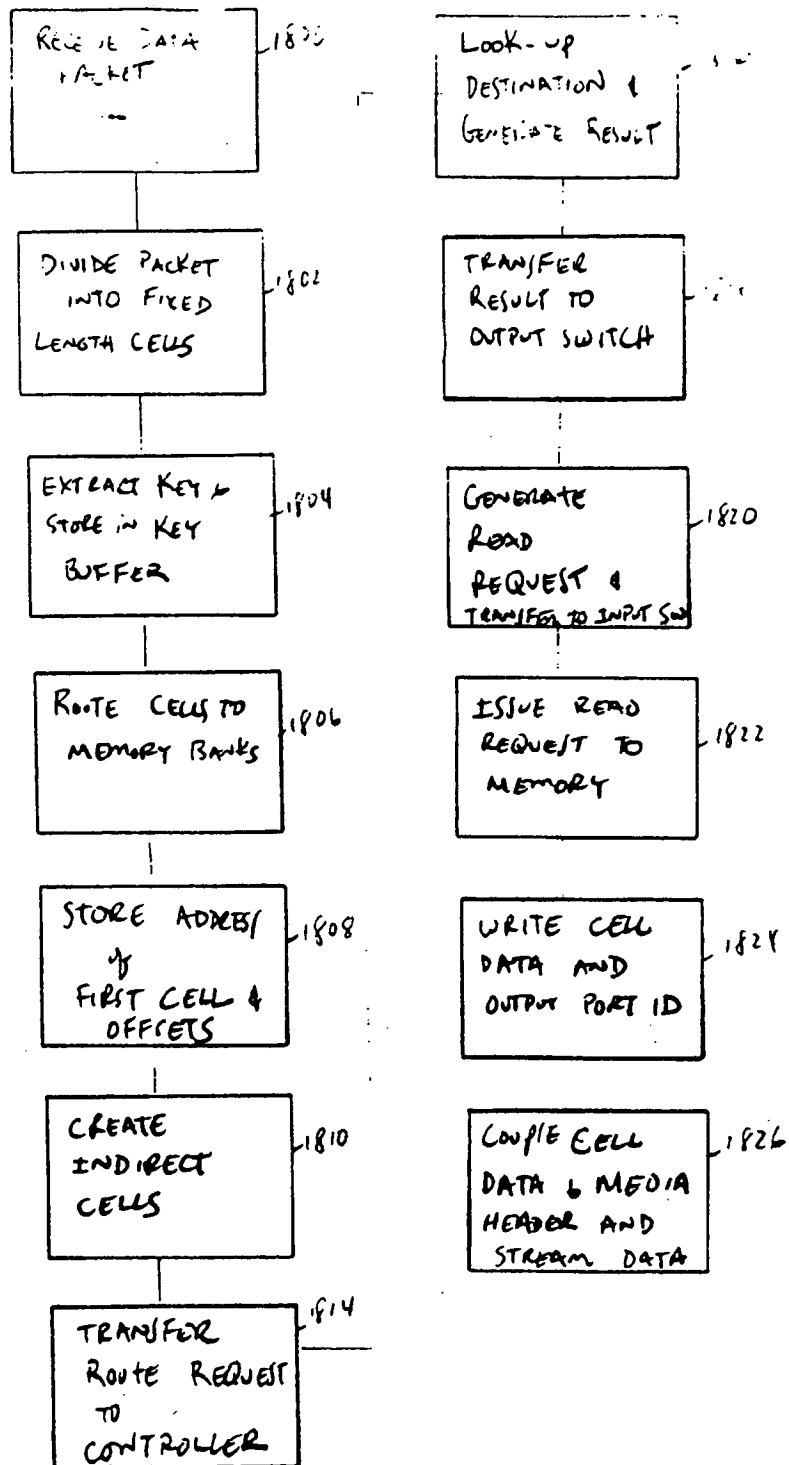 DATA
1802
DIVIDE PACKET
INTO FIXED
LENGTH CELLS
1804
EXTRACT KEY &
STORE IN KEY
BUFFER
1806
ROUTE CELLS TO
MEMORY BANKS
1808
STORE ADDRESS
of
FIRST CELL &
OFFSETS
1810
CREATE
INDIRECT
CELLS
1814
TRANSFER
ROUTE REQUEST
TO
CONTROLLER
LOOK-UP
DESTINATION &
GENERATE RESULT
TRANSFER
RESULT TO
OUTPUT SWITCH
1820
GENERATE
READ
REQUEST &
TRANSFER TO INPUT SW
1822
ISSUE READ
REQUEST TO
MEMORY
1824
WRITE CELL
DATA AND
OUTPUT PORT ID
1826
COUPLE CELL
DATA & MEDIA
HEADER AND
STREAM DATA